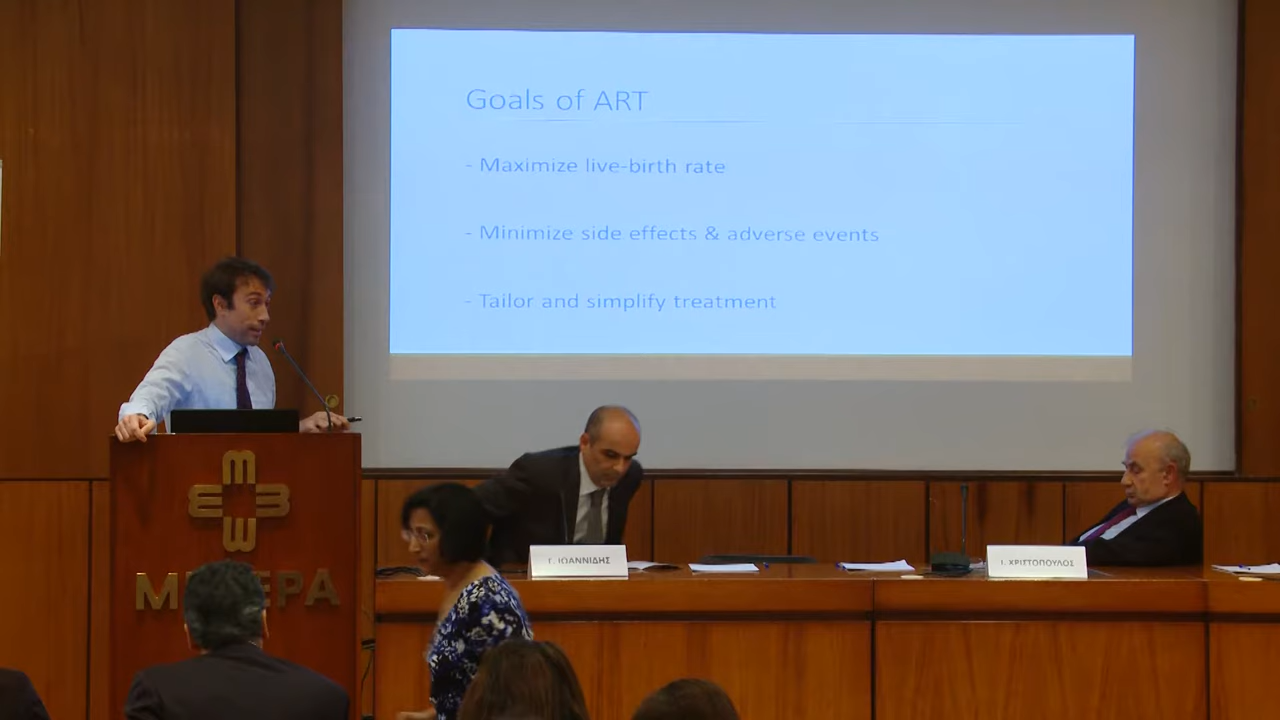 Goals of ART
- Maximize live-birth rate
- Minimize side effects & adverse events
- Tailor and simplify treatment
Γ. ΙΩΑΝΝΙΔΗΣ
Ι. ΧΡΙΣΤΟΠΟΥΛΟΣ